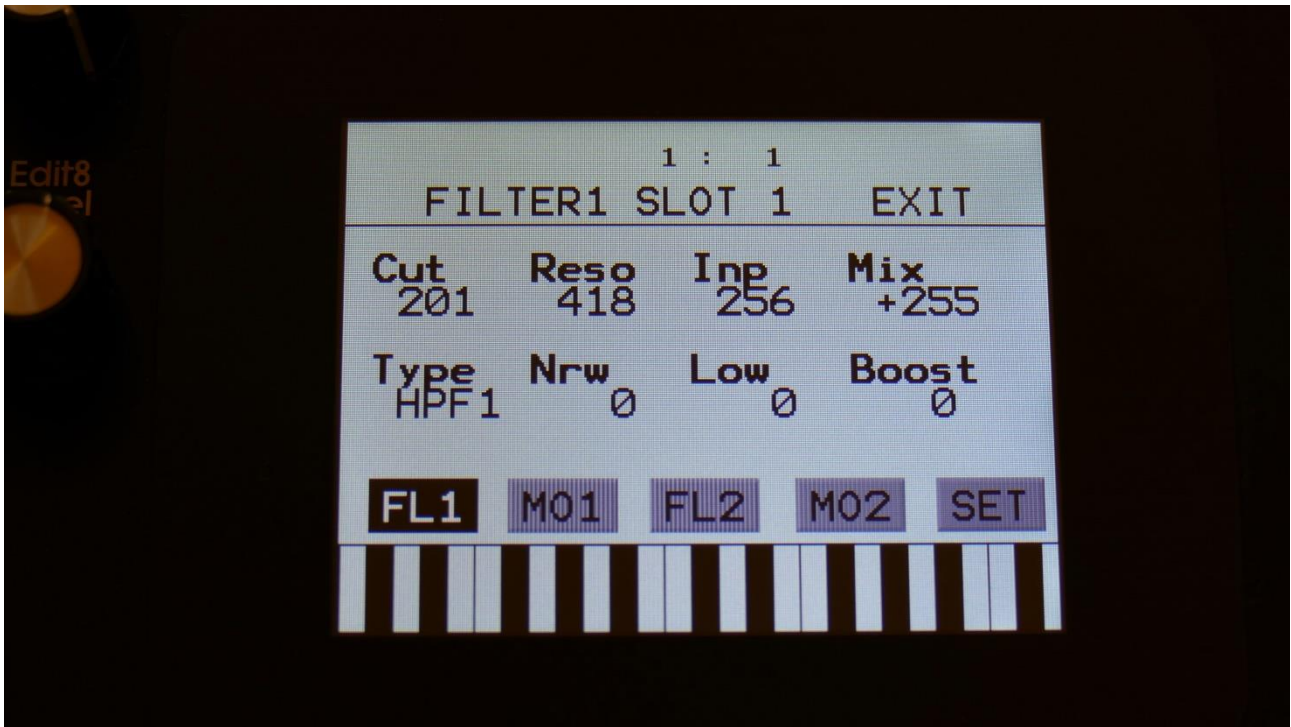 Edit8
1 : 1
FILTER1 SLOT 1 EXIT
Cut Reso Inp Mix
201 418 256 +255
Type Nrw Low Boost
HPF1 0 0 0
FL1 MO1 FL2 MO2 SET